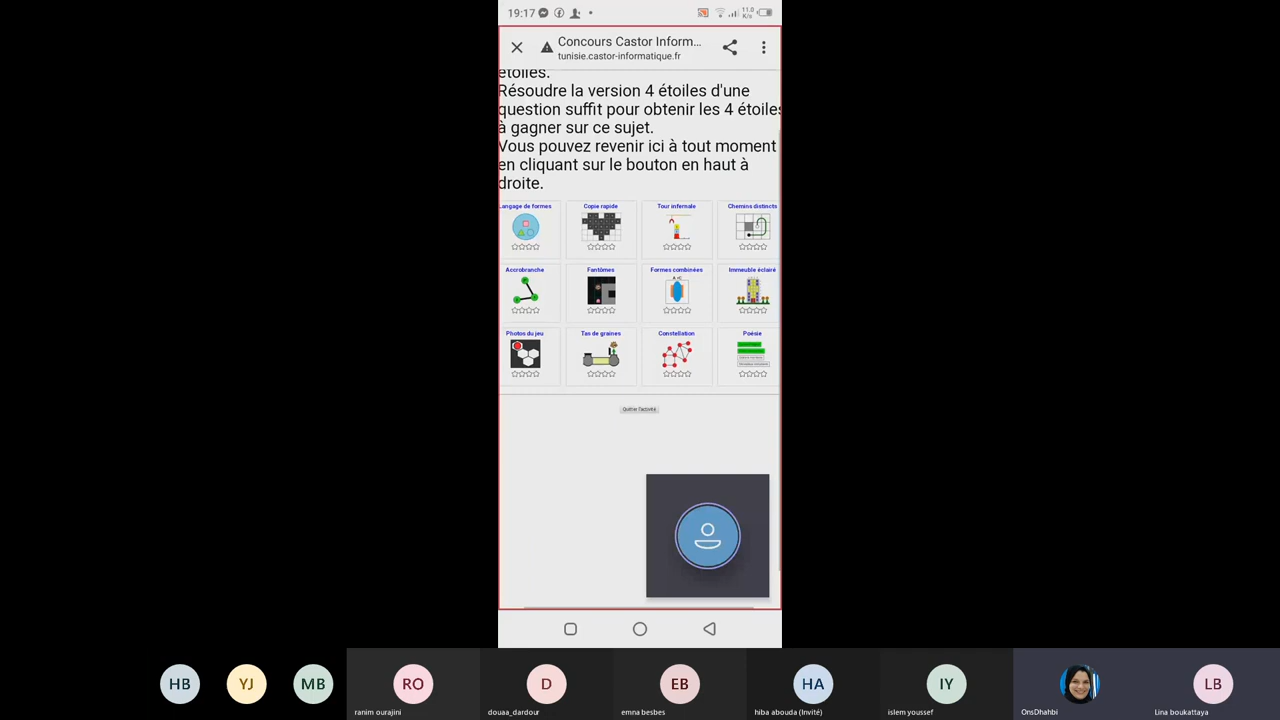 19:17
11.0
K/s
Concours Castor Inform...
tunisie.castor-informatique.fr
étoiles.
Résoudre la version 4 étoiles d'une
question suffit pour obtenir les 4 étoiles
à gagner sur ce sujet.
Vous pouvez revenir ici à tout moment
en cliquant sur le bouton en haut à
droite.
Langage de formes Copie rapide Tour infernale Chemins distincts
Accrobranche Fantômes Formes combinées Immeuble éclairé
Photos du jeu Tas de graines Constellation Poésie
Quitter l'activité
HB YJ MB RO D EB HA IY LB
ranim ourajini douaa_dardour emna besbes hiba abouda (Invité) islem youssef OnsDhahbi Lina boukattaya